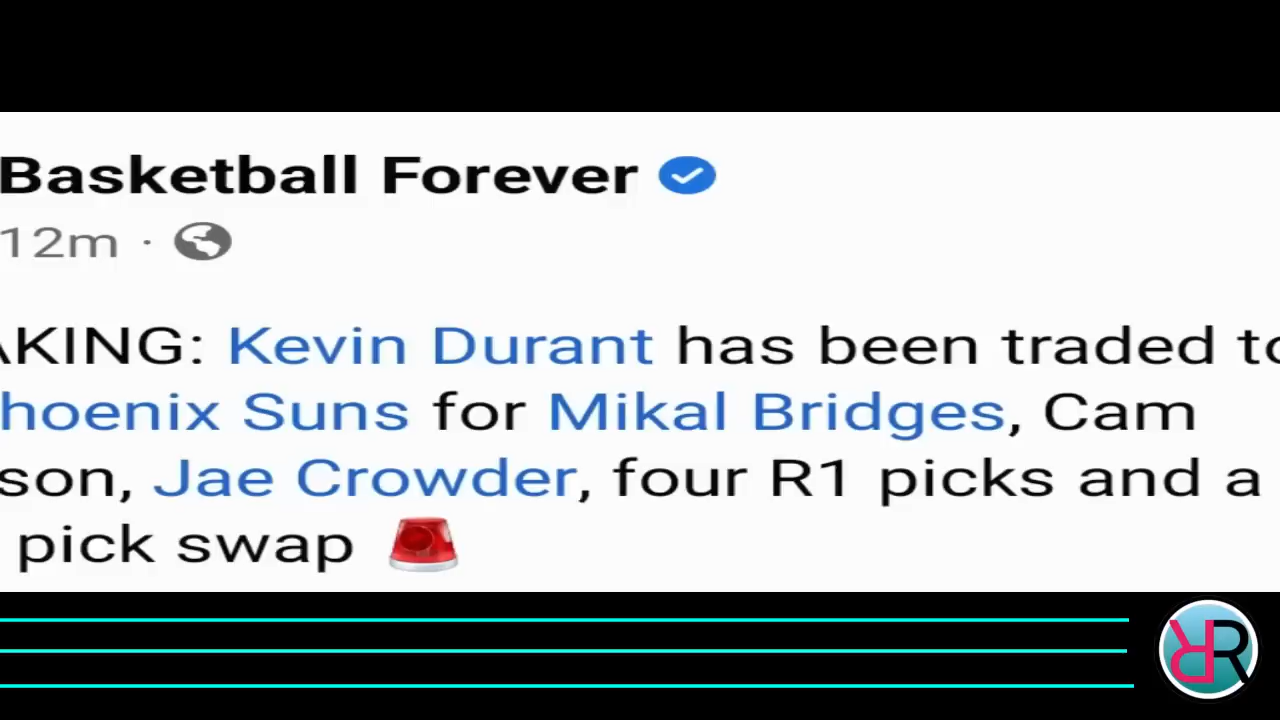 Basketball Forever
12m ·
AKING: Kevin Durant has been traded to
hoenix Suns for Mikal Bridges, Cam
son, Jae Crowder, four R1 picks and a
pick swap
RR